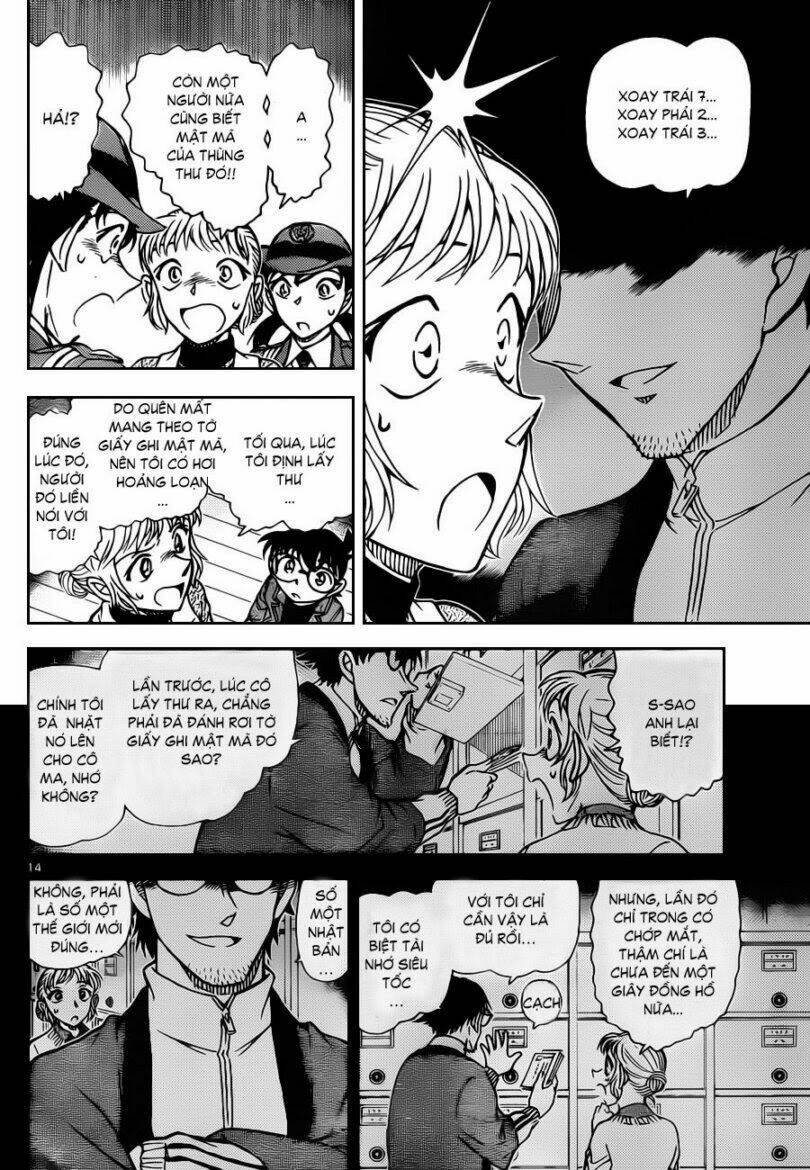 XOAY TRÁI 7...
XOAY PHẢI 2...
XOAY TRÁI 3...
A
...
CÒN MỘT
NGƯỜI NỮA
CŨNG BIẾT
MẬT MÃ
CỦA THÙNG
THƯ ĐÓ!!
HẢ!?
TỐI QUA, LÚC
TÔI ĐỊNH LẤY
THƯ
...
DO QUÊN MẤT
MANG THEO TỜ
GIẤY GHI MẬT MÃ,
NÊN TÔI CÓ HƠI
HOẢNG LOẠN
...
ĐÚNG
LÚC ĐÓ,
NGƯỜI
ĐÓ LIỀN
NÓI VỚI
TÔI!
S-SAO
ANH LẠI
BIẾT!?
LẦN TRƯỚC, LÚC CÔ
LẤY THƯ RA, CHẲNG
PHẢI ĐÃ ĐÁNH RƠI TỜ
GIẤY GHI MẬT MÃ ĐÓ
SAO?
CHÍNH TÔI
ĐÃ NHẶT
NÓ LÊN
CHO CÔ
MÀ, NHỚ
KHÔNG?
14
NHƯNG, LẦN ĐÓ
CHỈ TRONG CÓ
CHỚP MẮT,
THẬM CHÍ LÀ
CHƯA ĐẾN MỘT
GIÂY ĐỒNG HỒ
NỮA...
VỚI TÔI CHỈ
CẦN VẬY LÀ
ĐỦ RỒI...
CẠCH
TÔI CÓ
BIỆT TÀI
NHỚ SIÊU
TỐC
...
SỐ
MỘT
NHẬT
BẢN
...
KHÔNG, PHẢI
LÀ SỐ MỘT
THẾ GIỚI MỚI
ĐÚNG...